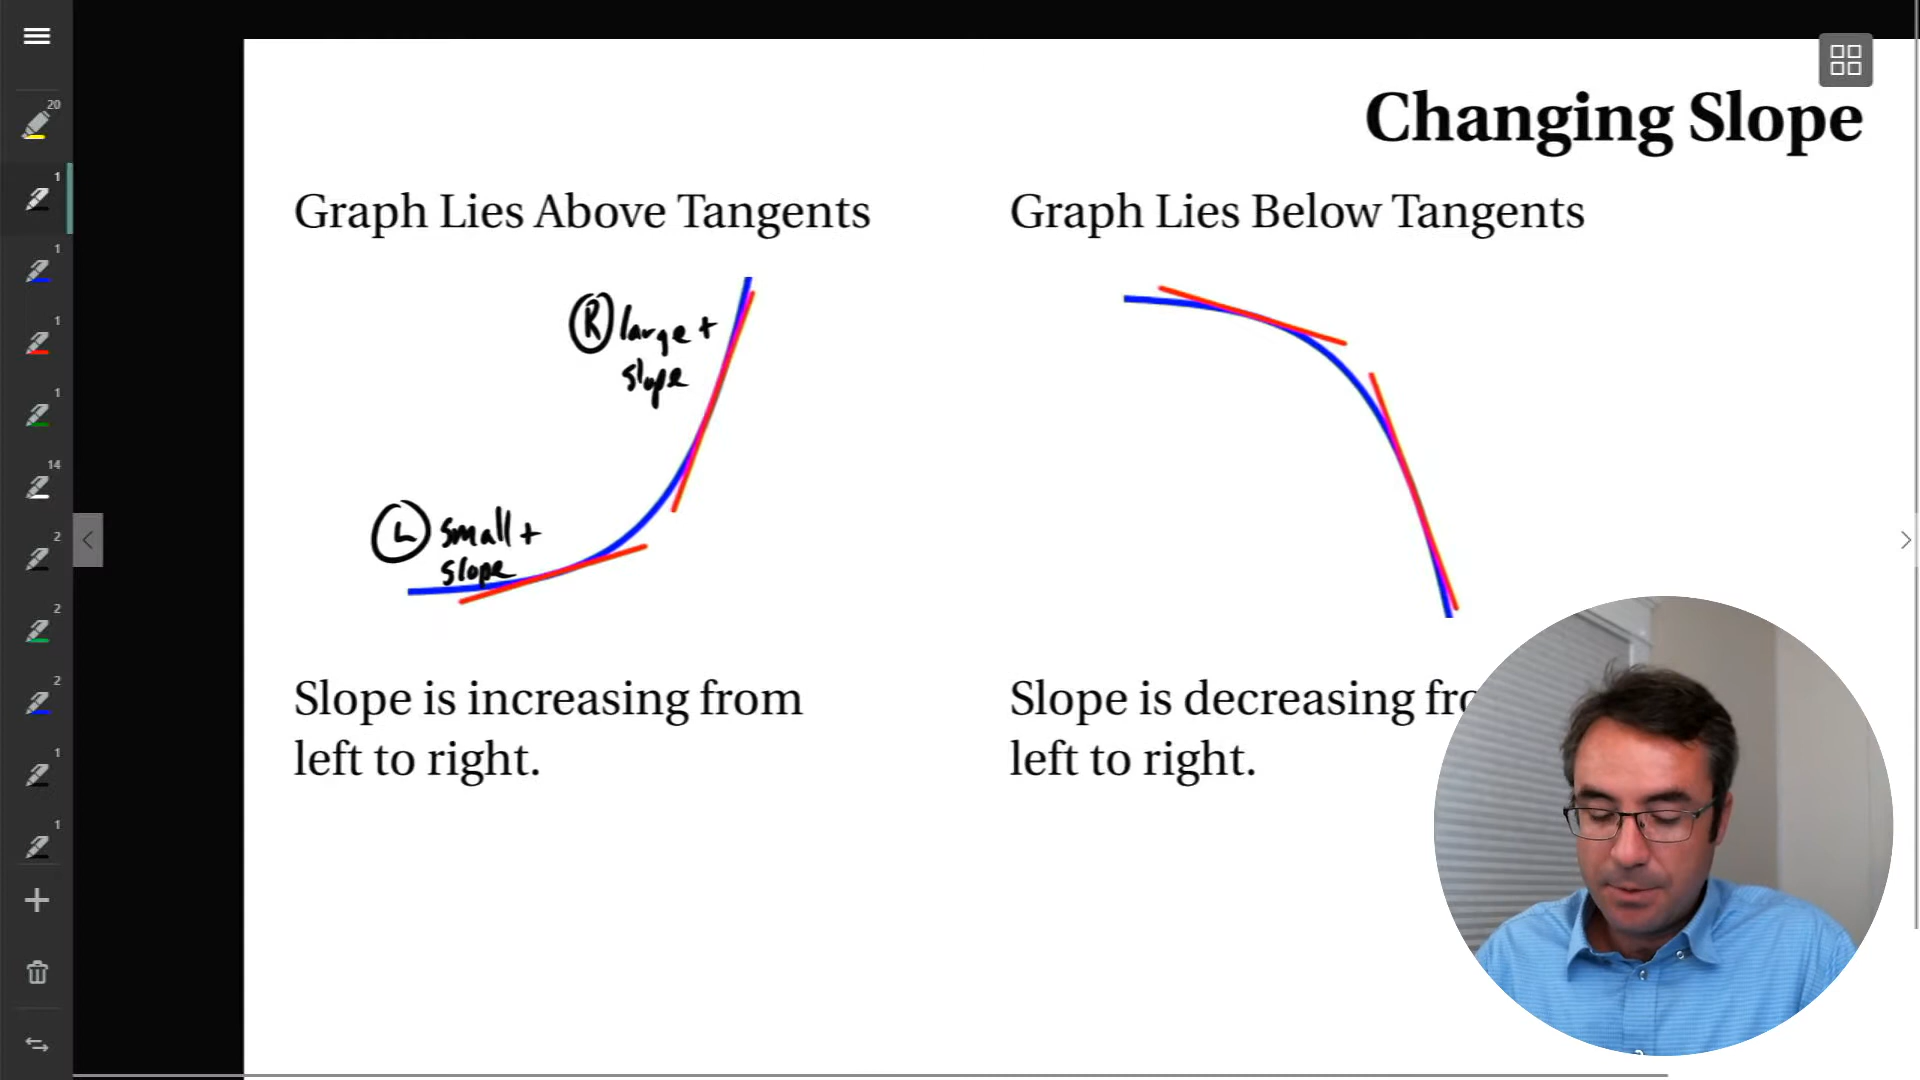 Changing Slope
Graph Lies Above Tangents
Graph Lies Below Tangents
R large +
slope
L small +
slope
Slope is increasing from
left to right.
Slope is decreasing fro
left to right.
20
1
1
1
1
14
2
2
2
1
1